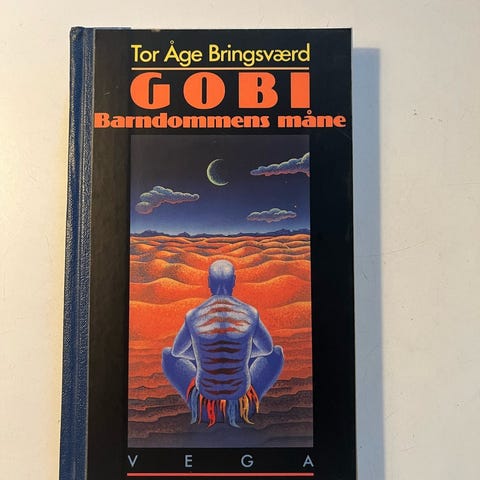 Tor Åge Bringsværd
GOBI
Barndommens måne
VEGA